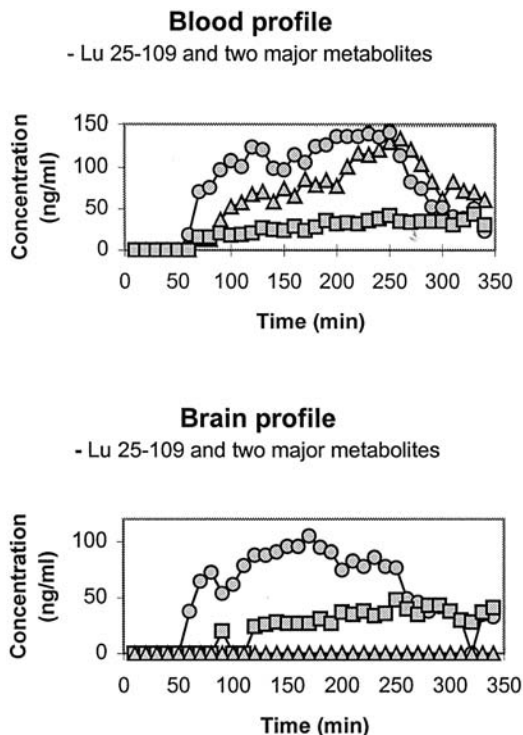 Blood profile
- Lu 25-109 and two major metabolites
Concentration
(ng/ml)
150
100
50
0
0 50 100 150 200 250 300 350
Time (min)
Brain profile
- Lu 25-109 and two major metabolites
Concentration
(ng/ml)
100
50
0
0 50 100 150 200 250 300 350
Time (min)